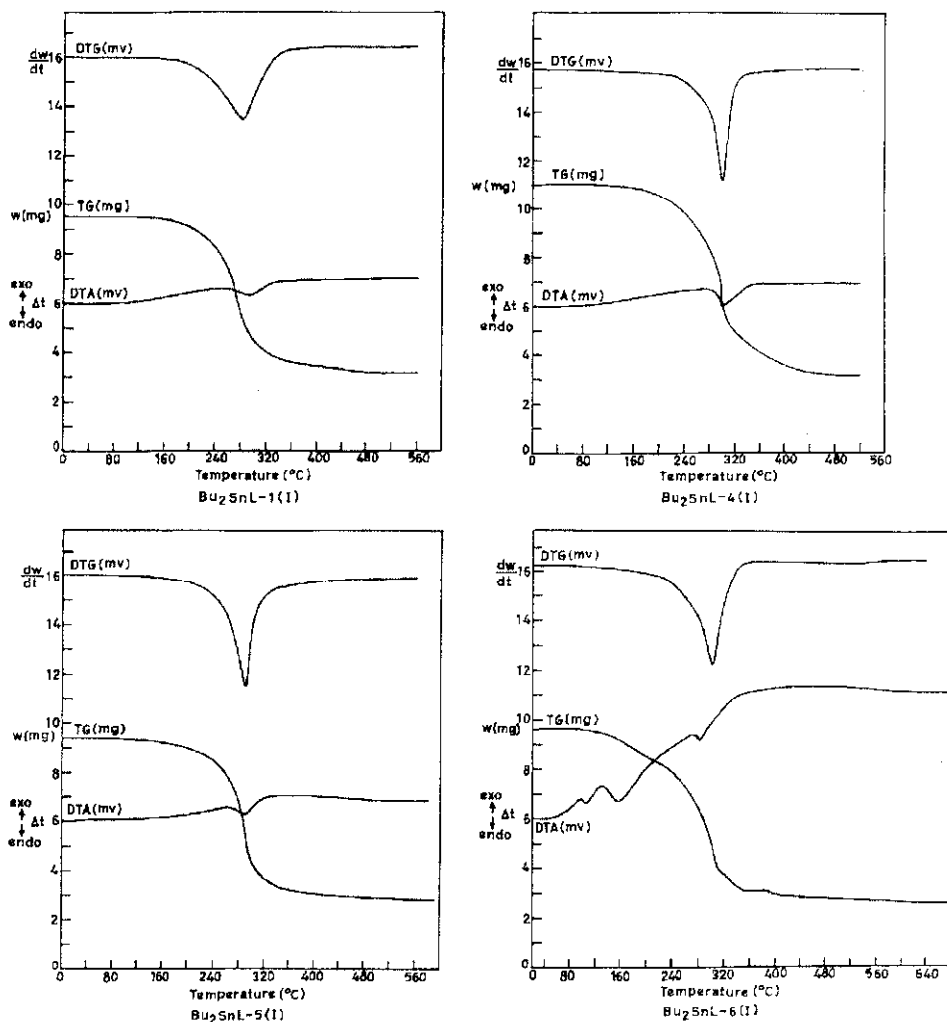 DTG(mv)
dw/dt
16
14
12
10
TG(mg)
w(mg)
8
exo
Δt
endo
DTA(mv)
6
4
2
0
0 80 160 240 320 400 480 560
Temperature (°C)
Bu₂SnL-1(I)
DTG(mv)
dw/dt
16
14
12
TG(mg)
w(mg)
10
8
exo
Δt
endo
DTA(mv)
6
4
2
0
0 80 160 240 320 400 480 560
Temperature (°C)
Bu₂SnL-4(I)
DTG(mv)
dw/dt
16
14
12
10
w(mg)
TG(mg)
8
exo
Δt
endo
DTA(mv)
6
4
2
0
0 80 160 240 320 400 480 560
Temperature (°C)
Bu₂SnL-5(I)
DTG(mv)
dw/dt
16
14
12
10
w(mg)
TG(mg)
8
exo
Δt
endo
DTA(mv)
6
4
2
0
0 80 160 240 320 400 480 560 640
Temperature (°C)
Bu₂SnL-6(I)